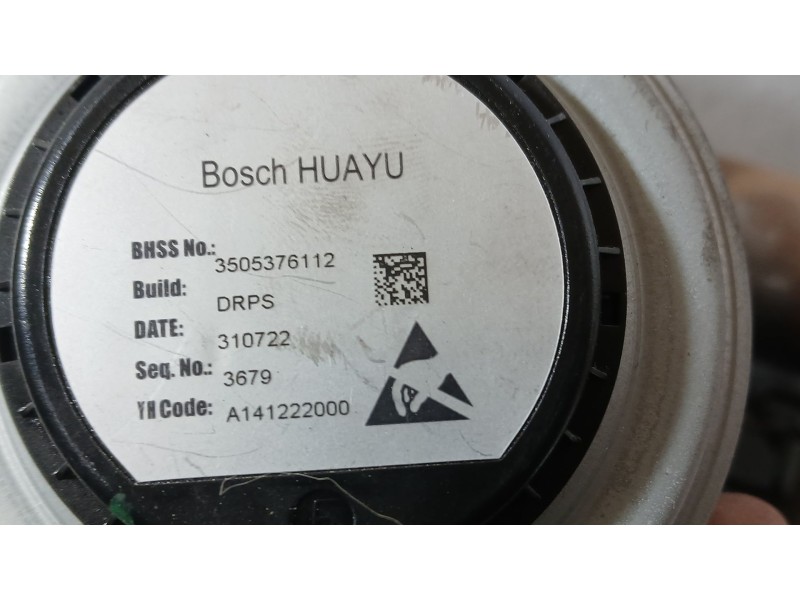 Bosch HUAYU
BHSS No.: 3505376112
Build: DRPS
DATE: 310722
Seq. No.: 3679
YH Code: A141222000